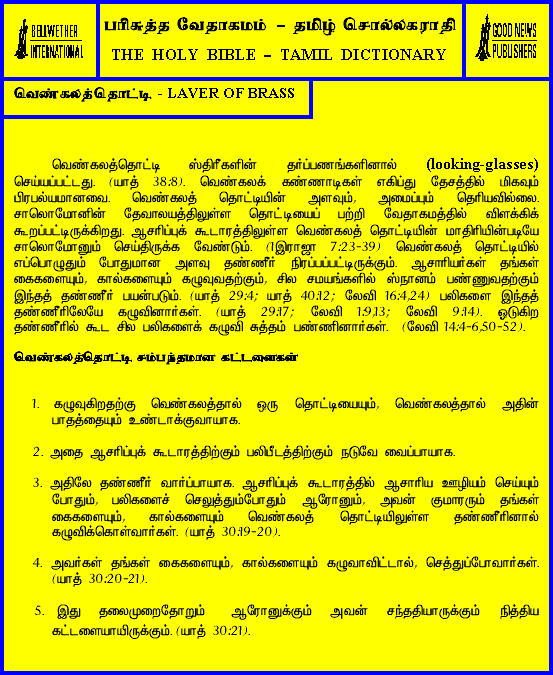 BELLWETHER
INTERNATIONAL
பரிசுத்த வேதாகமம் – தமிழ் சொல்லகராதி
THE HOLY BIBLE – TAMIL DICTIONARY
GOOD NEWS
PUBLISHERS
வெண்கலத்தொட்டி, - LAVER OF BRASS
வெண்கலத்தொட்டி ஸ்திரீகளின் தர்ப்பணங்களினால் (looking-glasses)
செய்யப்பட்டது. (யாத் 38:8). வெண்கலக் கண்ணாடிகள் எகிப்து தேசத்தில் மிகவும்
பிரபல்யமானவை. வெண்கலத் தொட்டியின் அளவும், அமைப்பும் தெரியவில்லை.
சாலொமோனின் தேவாலயத்திலுள்ள தொட்டியைப் பற்றி வேதாகமத்தில் விளக்கிக்
கூறப்பட்டிருக்கிறது. ஆசரிப்புக் கூடாரத்திலுள்ள வெண்கலத் தொட்டியின் மாதிரியின்படியே
சாலொமோனும் செய்திருக்க வேண்டும். (1இராஜா 7:23-39) வெண்கலத் தொட்டியில்
எப்பொழுதும் போதுமான அளவு தண்ணீர் நிரப்பப்பட்டிருக்கும். ஆசாரியர்கள் தங்கள்
கைகளையும், கால்களையும் கழுவுவதற்கும், சில சமயங்களில் ஸ்நானம் பண்ணுவதற்கும்
இந்தத் தண்ணீர் பயன்படும். (யாத் 29:4; யாத் 40:12; லேவி 16:4,24) பலிகளை இந்தத்
தண்ணீரிலேயே கழுவினார்கள். (யாத் 29:17; லேவி 1:9,13; லேவி 9:14). ஓடுகிற
தண்ணீரில் கூட சில பலிகளைக் கழுவி சுத்தம் பண்ணினார்கள். (லேவி 14:4-6,50-52).
வெண்கலத்தொட்டி, சம்பந்தமான கட்டளைகள்
1. கழுவுகிறதற்கு வெண்கலத்தால் ஒரு தொட்டியையும், வெண்கலத்தால் அதின்
பாதத்தையும் உண்டாக்குவாயாக.
2. அதை ஆசரிப்புக் கூடாரத்திற்கும் பலிபீடத்திற்கும் நடுவே வைப்பாயாக.
3. அதிலே தண்ணீர் வார்ப்பாயாக. ஆசரிப்புக் கூடாரத்தில் ஆசாரிய ஊழியம் செய்யும்
போதும், பலிகளைச் செலுத்தும்போதும் ஆரோனும், அவன் குமாரரும் தங்கள்
கைகளையும், கால்களையும் வெண்கலத் தொட்டியிலுள்ள தண்ணீரினால்
கழுவிக்கொள்வார்கள். (யாத் 30:19-20).
4. அவர்கள் தங்கள் கைகளையும், கால்களையும் கழுவாவிட்டால், செத்துப்போவார்கள்.
(யாத் 30:20-21).
5. இது தலைமுறைதோறும் ஆரோனுக்கும் அவன் சந்ததியாருக்கும் நித்திய
கட்டளையாயிருக்கும். (யாத் 30:21).